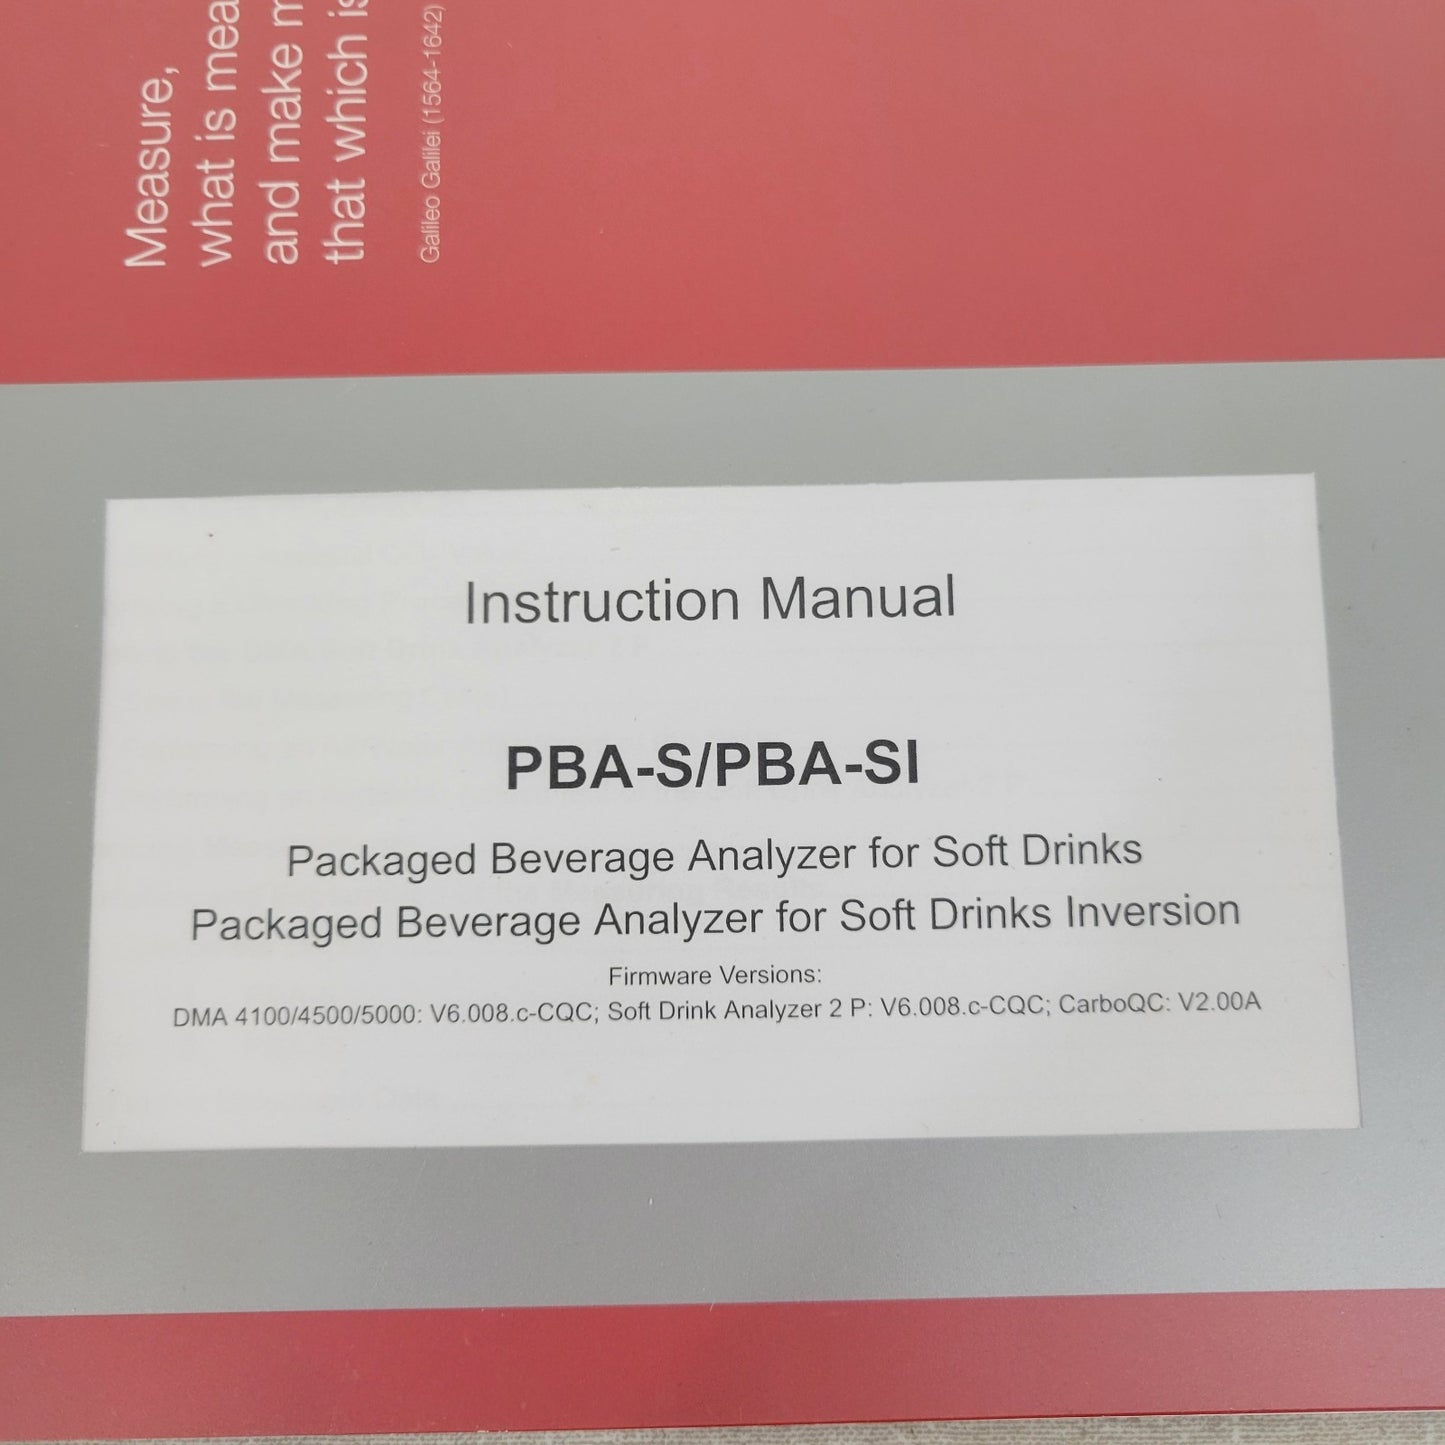 Measure,
what is
and make
that which
Galileo Galilei (1564-1642)
Instruction Manual
PBA-S/PBA-SI
Packaged Beverage Analyzer for Soft Drinks
Packaged Beverage Analyzer for Soft Drinks Inversion
Firmware Versions:
DMA 4100/4500/5000: V6.008.c-CQC; Soft Drink Analyzer 2 P: V6.008.c-CQC; CarboQC: V2.00A